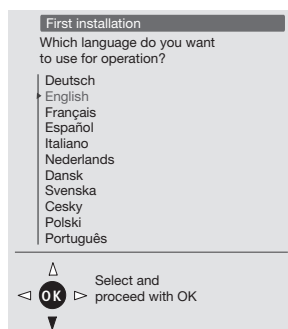 First installation
Which language do you want
to use for operation?
Deutsch
English
Français
Español
Italiano
Nederlands
Dansk
Svenska
Cesky
Polski
Português
OK
Select and
proceed with OK